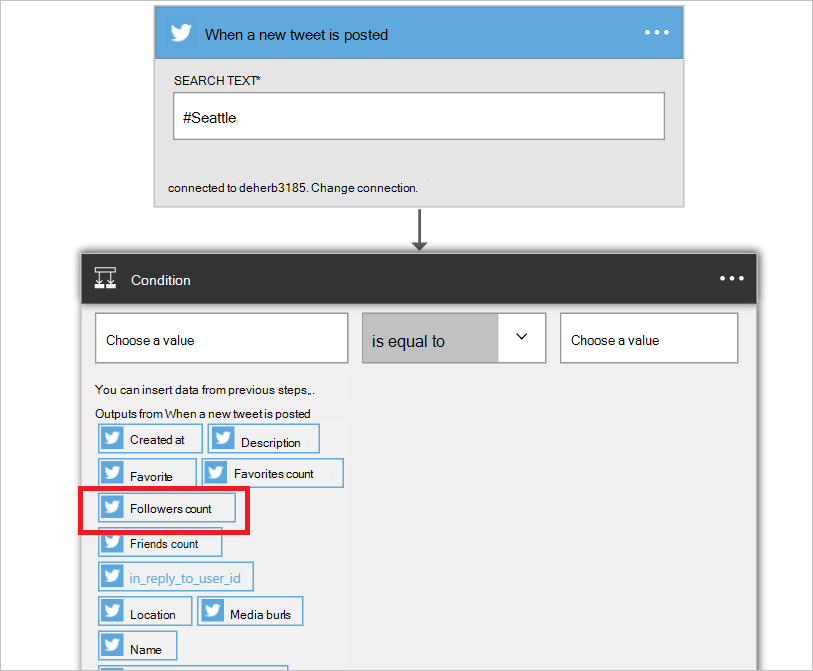 When a new tweet is posted
SEARCH TEXT*
#Seattle
connected to deherb3185. Change connection.
Condition
Choose a value
is equal to
Choose a value
You can insert data from previous steps,.
Outputs from When a new tweet is posted
Created at
Description
Favorite
Favorites count
Followers count
Friends count
in_reply_to_user_id
Location
Media burls
Name